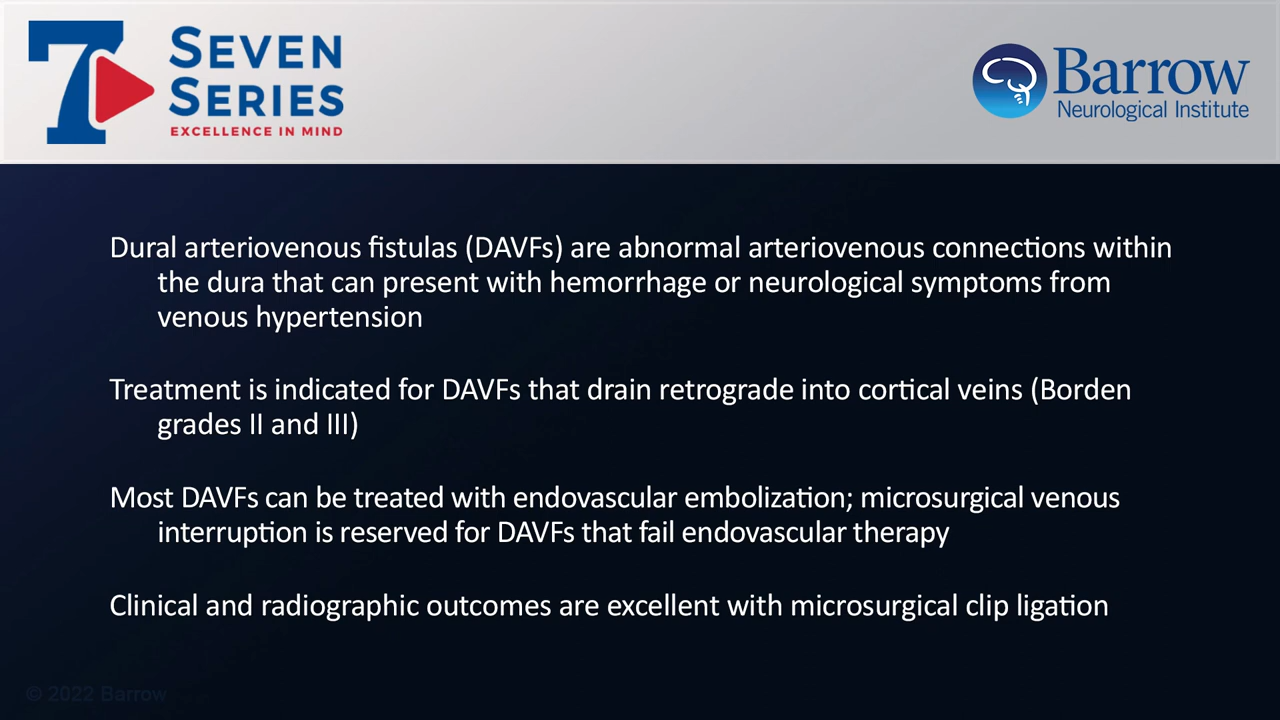 7
SEVEN
SERIES
EXCELLENCE IN MIND
Barrow
Neurological Institute
Dural arteriovenous fistulas (DAVFs) are abnormal arteriovenous connections within
the dura that can present with hemorrhage or neurological symptoms from
venous hypertension
Treatment is indicated for DAVFs that drain retrograde into cortical veins (Borden
grades II and III)
Most DAVFs can be treated with endovascular embolization; microsurgical venous
interruption is reserved for DAVFs that fail endovascular therapy
Clinical and radiographic outcomes are excellent with microsurgical clip ligation
© 2022 Barrow